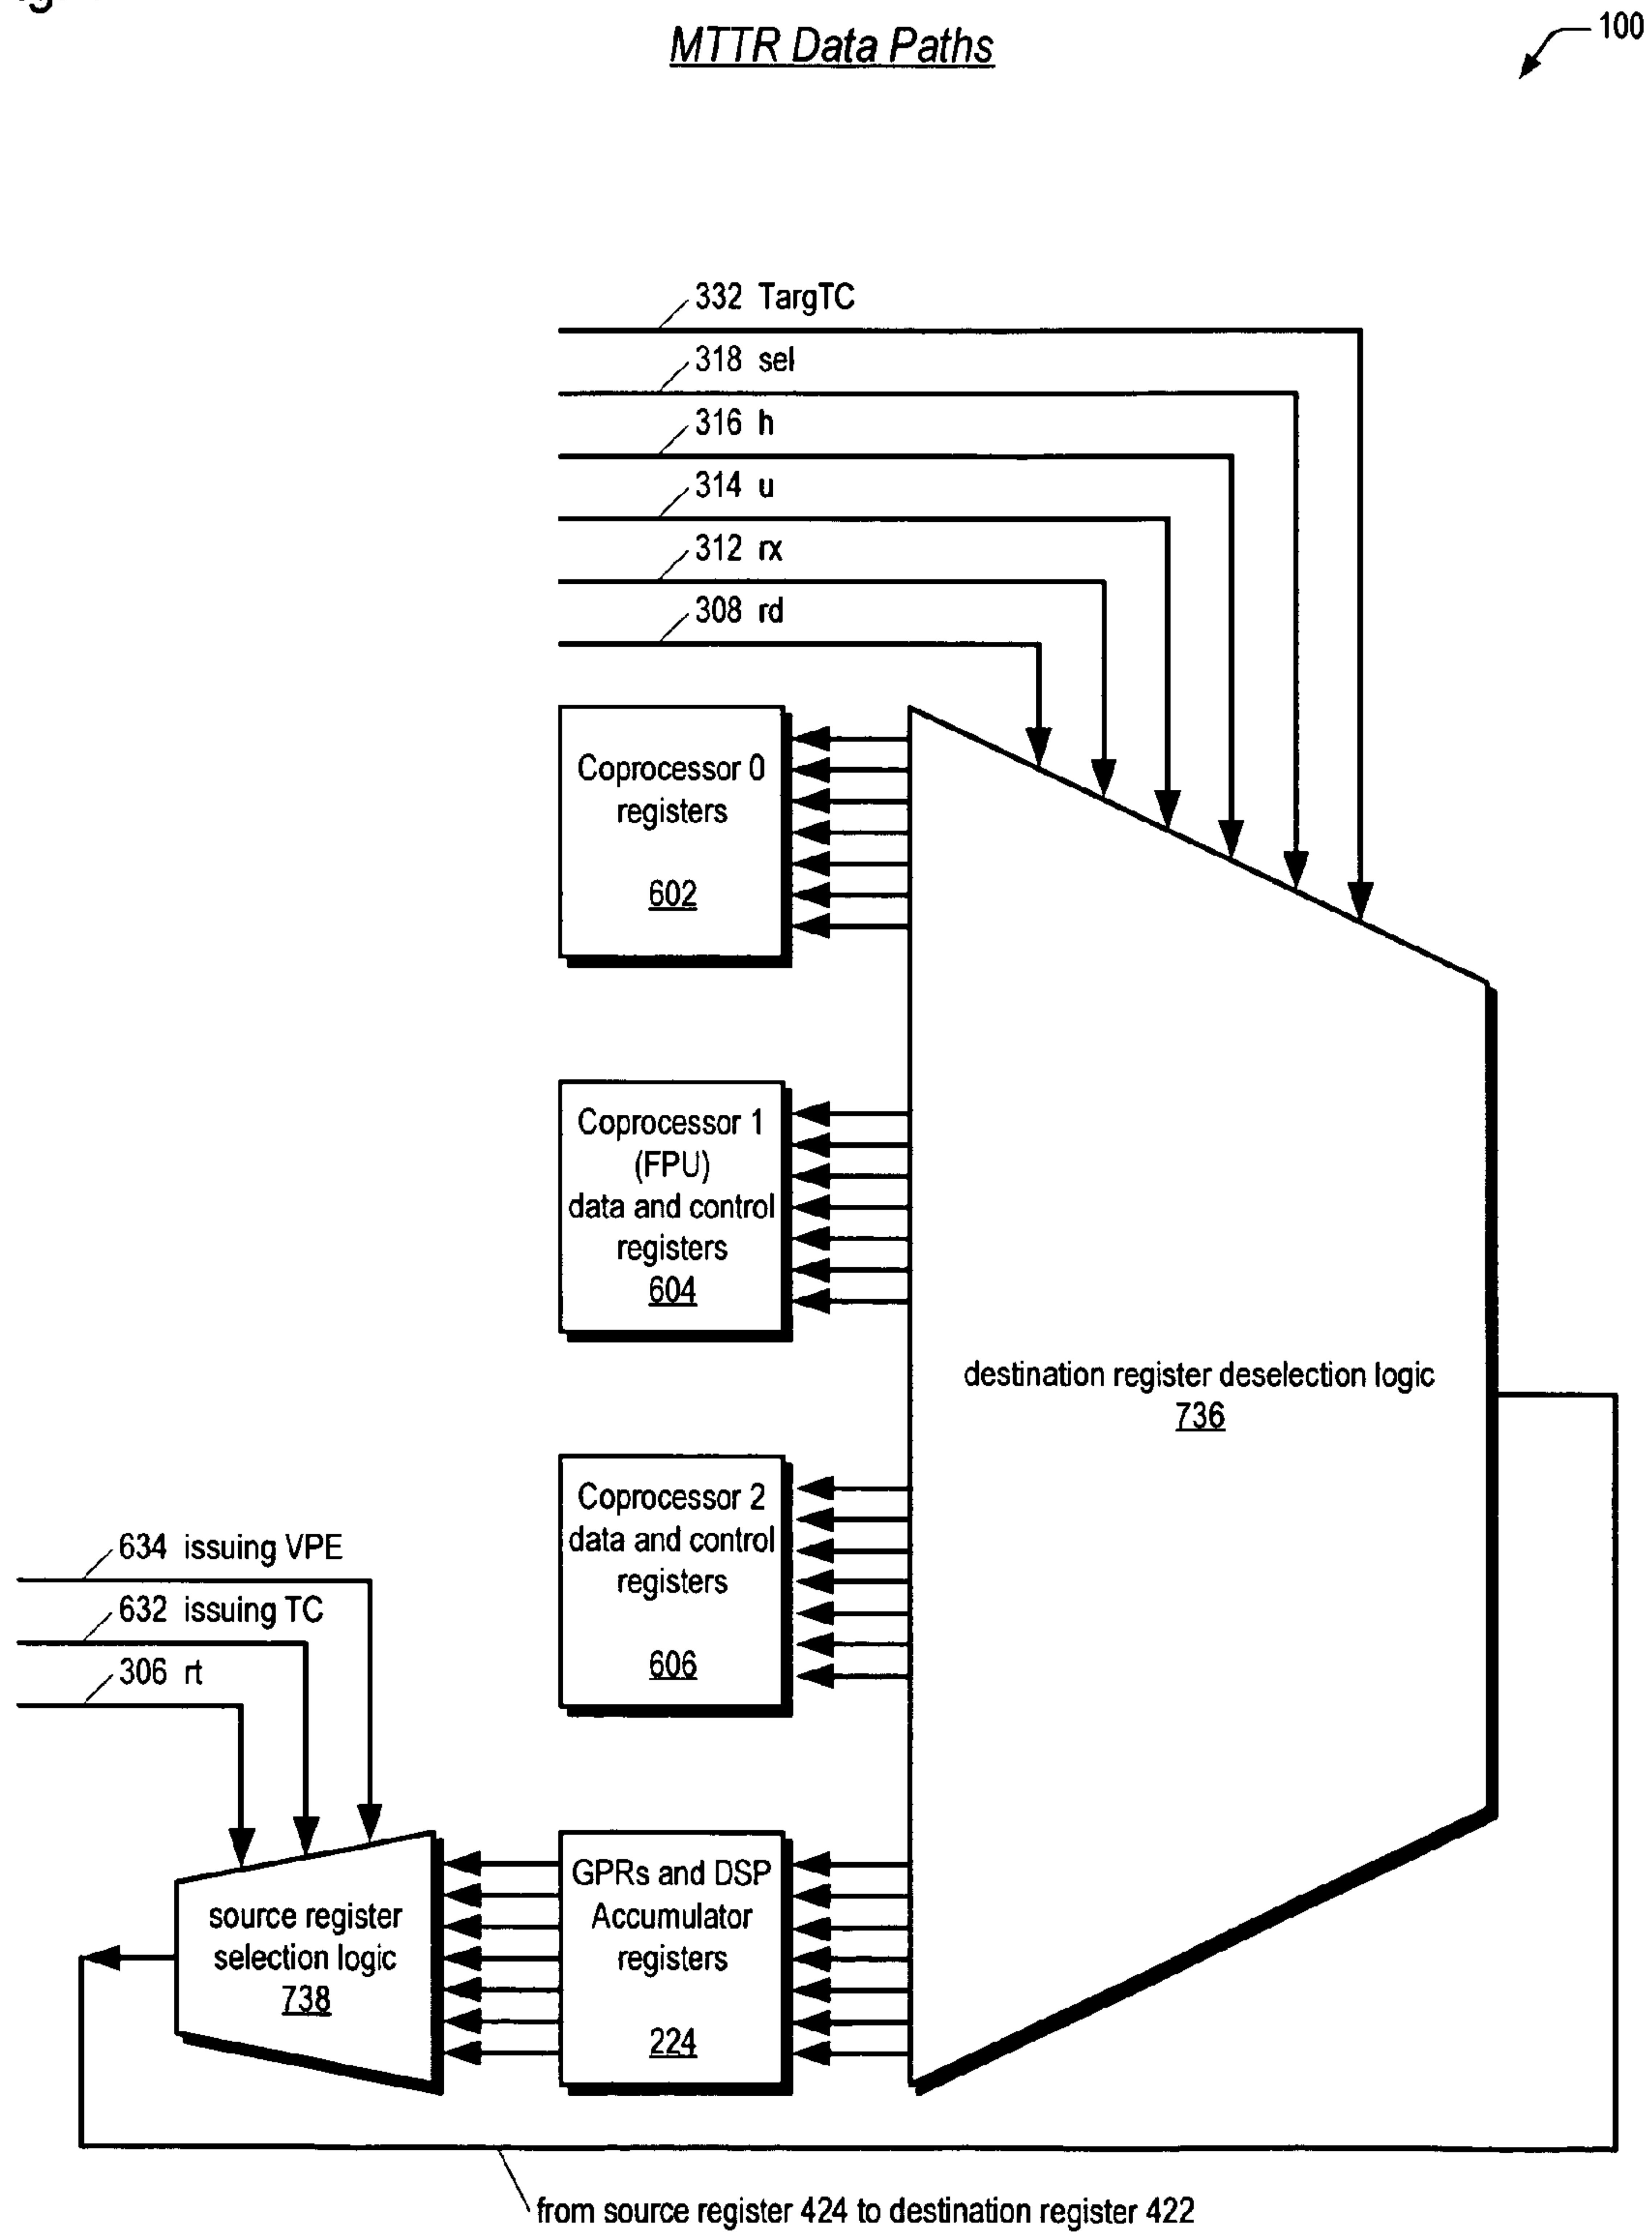 MTTR Data Paths
100
332 TargTC
318 sel
316 h
314 u
312 rx
308 rd
Coprocessor 0
registers
602
Coprocessor 1
(FPU)
data and control
registers
604
destination register deselection logic
736
Coprocessor 2
data and control
registers
606
634 issuing VPE
632 issuing TC
306 rt
source register
selection logic
738
GPRs and DSP
Accumulator
registers
224
from source register 424 to destination register 422